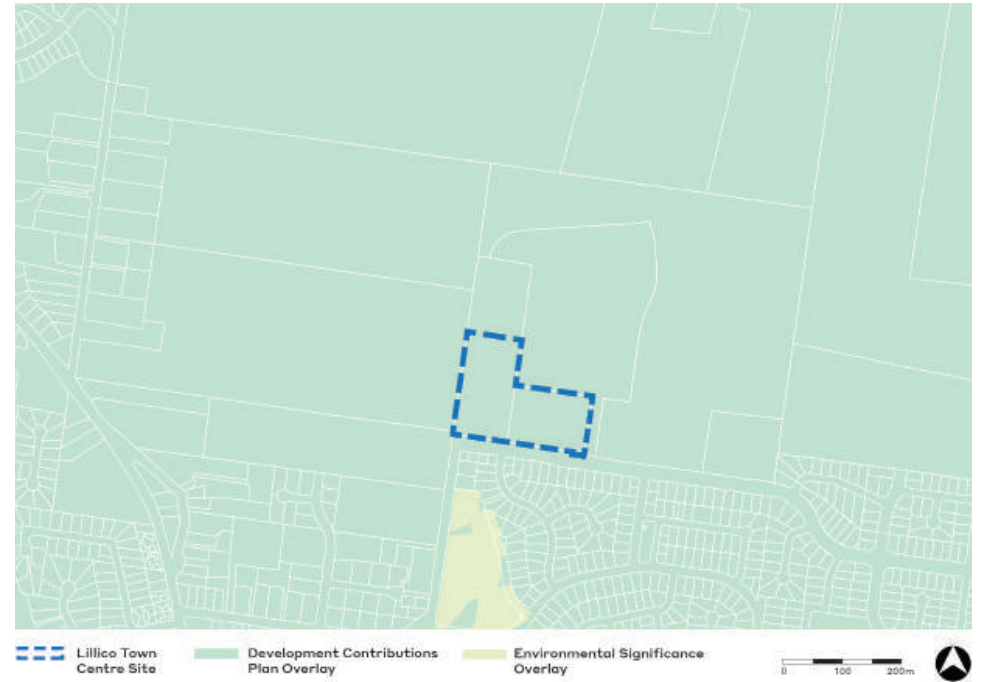 Lillico Town
Centre Site
Development Contributions
Plan Overlay
Environmental Significance
Overlay
0 100 200m